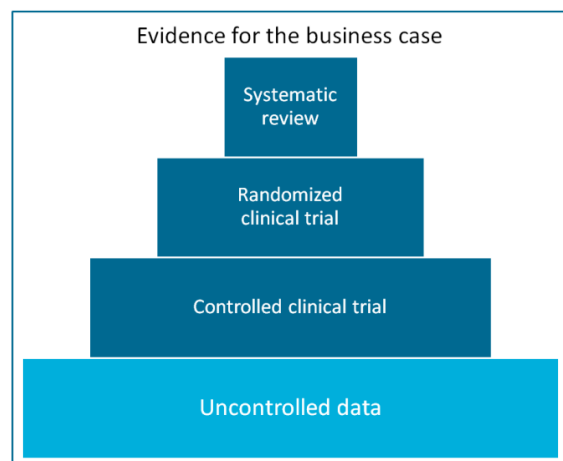 Evidence for the business case
Systematic
review
Randomized
clinical trial
Controlled clinical trial
Uncontrolled data